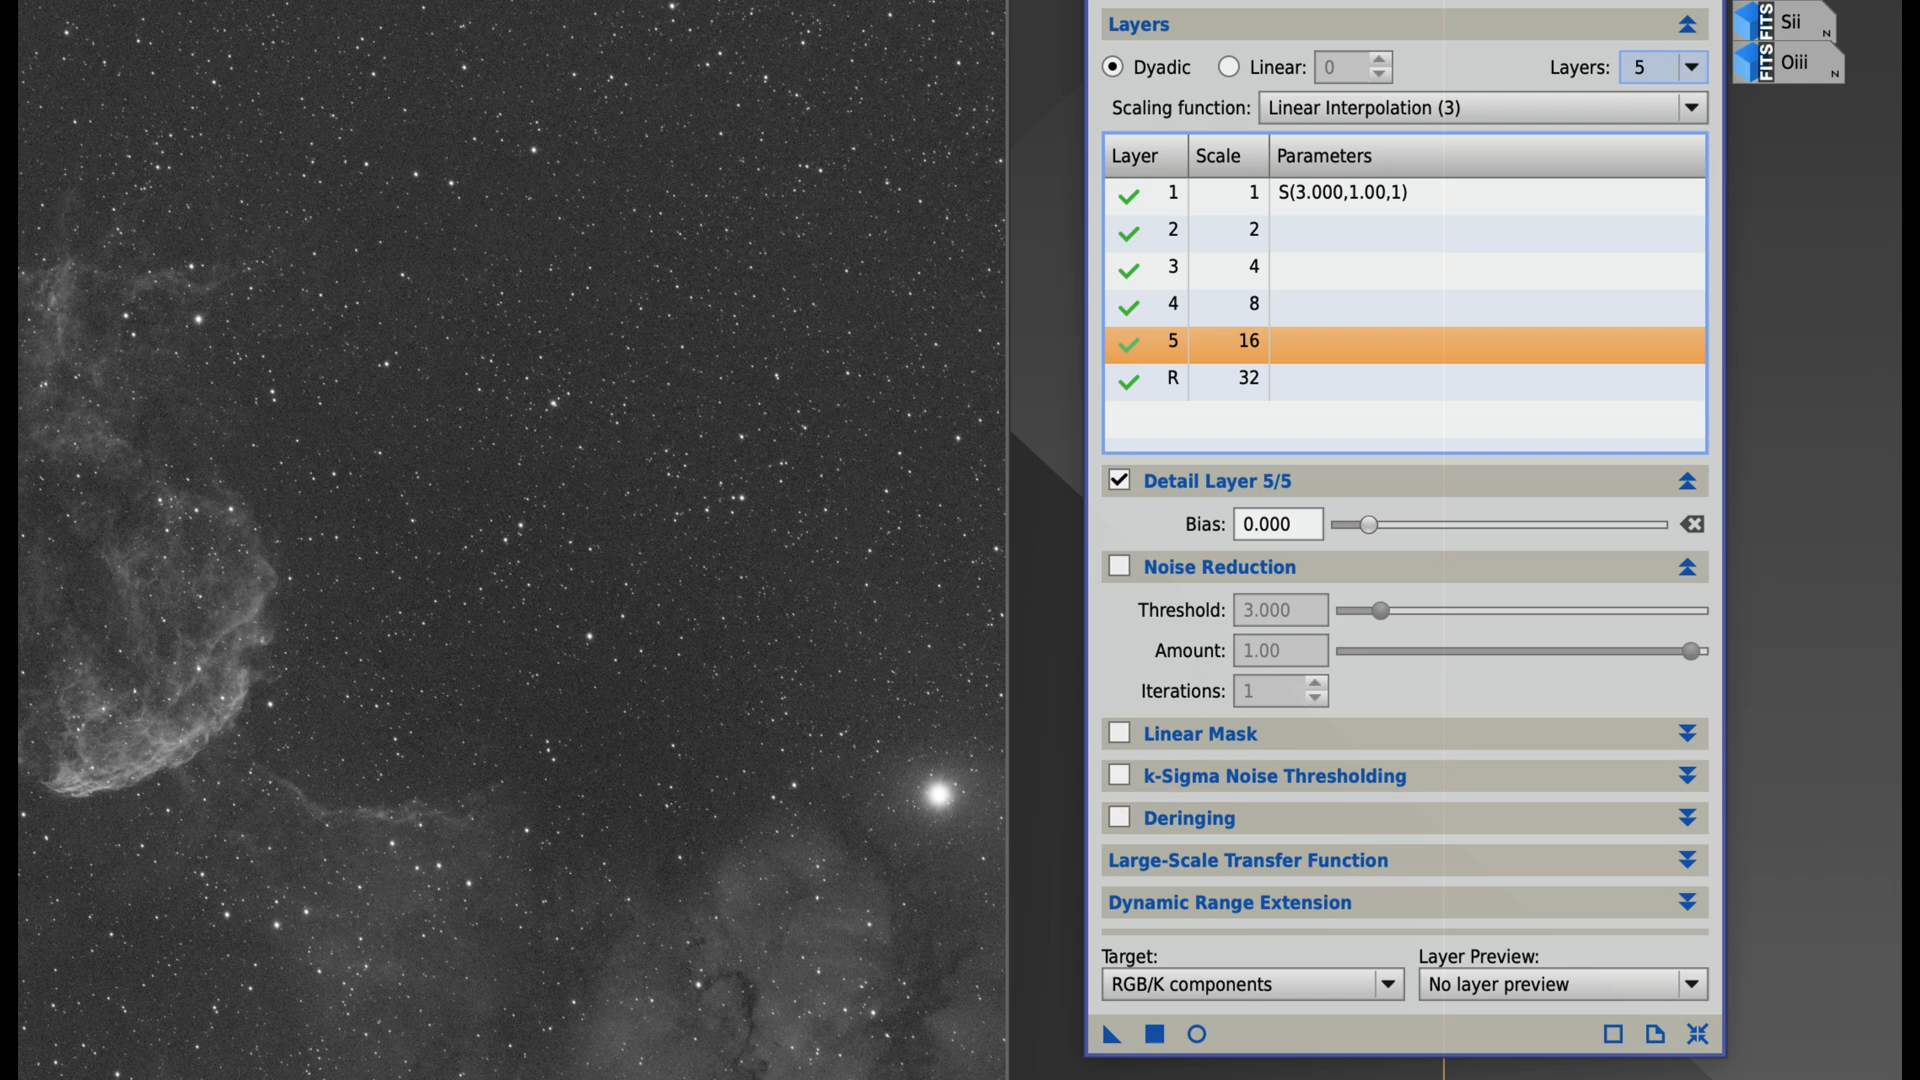 Layers
Dyadic Linear: 0 Layers: 5
Scaling function: Linear Interpolation (3)
Layer Scale Parameters
1 1 S(3.000,1.00,1)
2 2
3 4
4 8
5 16
R 32
Detail Layer 5/5
Bias: 0.000
Noise Reduction
Threshold: 3.000
Amount: 1.00
Iterations: 1
Linear Mask
k-Sigma Noise Thresholding
Deringing
Large-Scale Transfer Function
Dynamic Range Extension
Target: Layer Preview:
RGB/K components No layer preview
FITS Sii N
FITS Oiii N